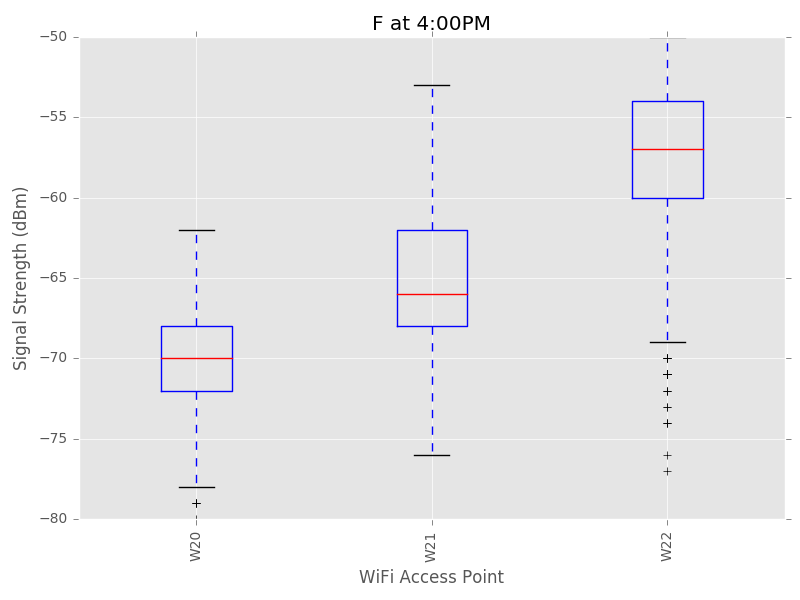 F at 4:00PM
−50
−55
−60
−65
−70
−75
−80
Signal Strength (dBm)
W20
W21
W22
WiFi Access Point